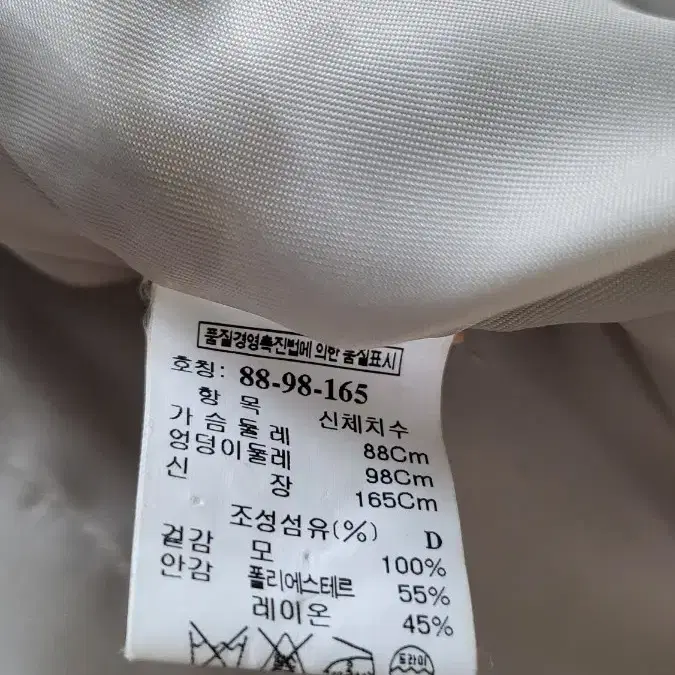 품질경영촉진법에 의한 품질표시
호칭: 88-98-165
항 목 신체치수
가 슴 둘 레 88Cm
엉덩이둘레 98Cm
신 장 165Cm
조성섬유(%) D
겉감 모 100%
안감 폴리에스테르 55%
레이온 45%
드라이